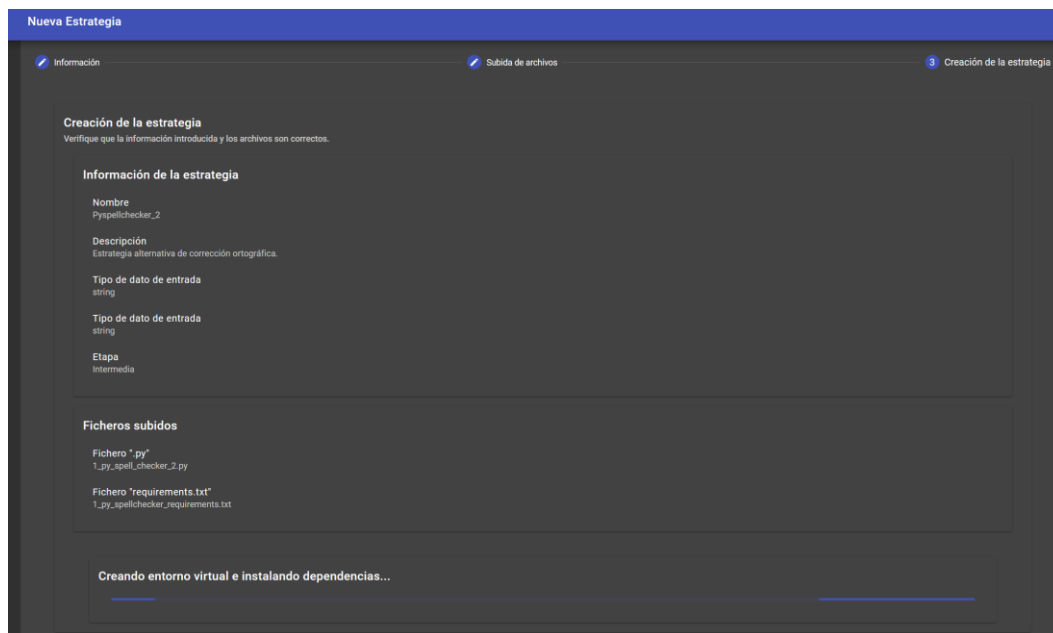 Nueva Estrategia
Información
Subida de archivos
3 Creación de la estrategia
Creación de la estrategia
Verifique que la información introducida y los archivos son correctos.
Información de la estrategia
Nombre
Pyspellchecker_2
Descripción
Estrategia alternativa de corrección ortográfica.
Tipo de dato de entrada
string
Tipo de dato de entrada
string
Etapa
Intermedia
Ficheros subidos
Fichero ".py"
1_py_spell_checker_2.py
Fichero "requirements.txt"
1_py_spellchecker_requirements.txt
Creando entorno virtual e instalando dependencias...